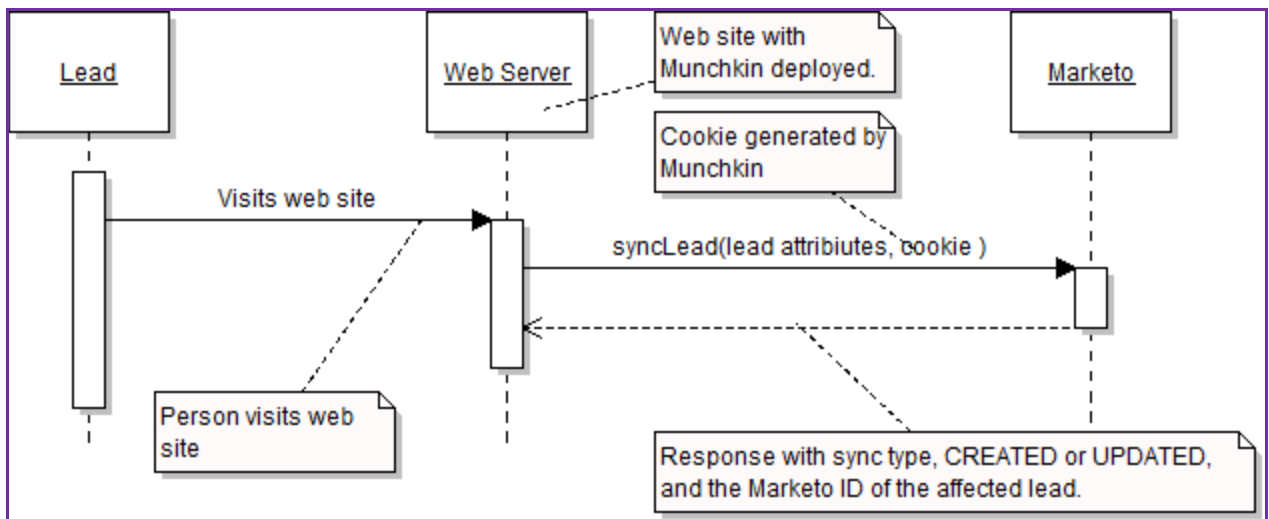 Lead
Web Server
Web site with
Munchkin deployed.
Marketo
Cookie generated by
Munchkin
Visits web site
syncLead(lead attribiutes, cookie )
Person visits web
site
Response with sync type, CREATED or UPDATED,
and the Marketo ID of the affected lead.